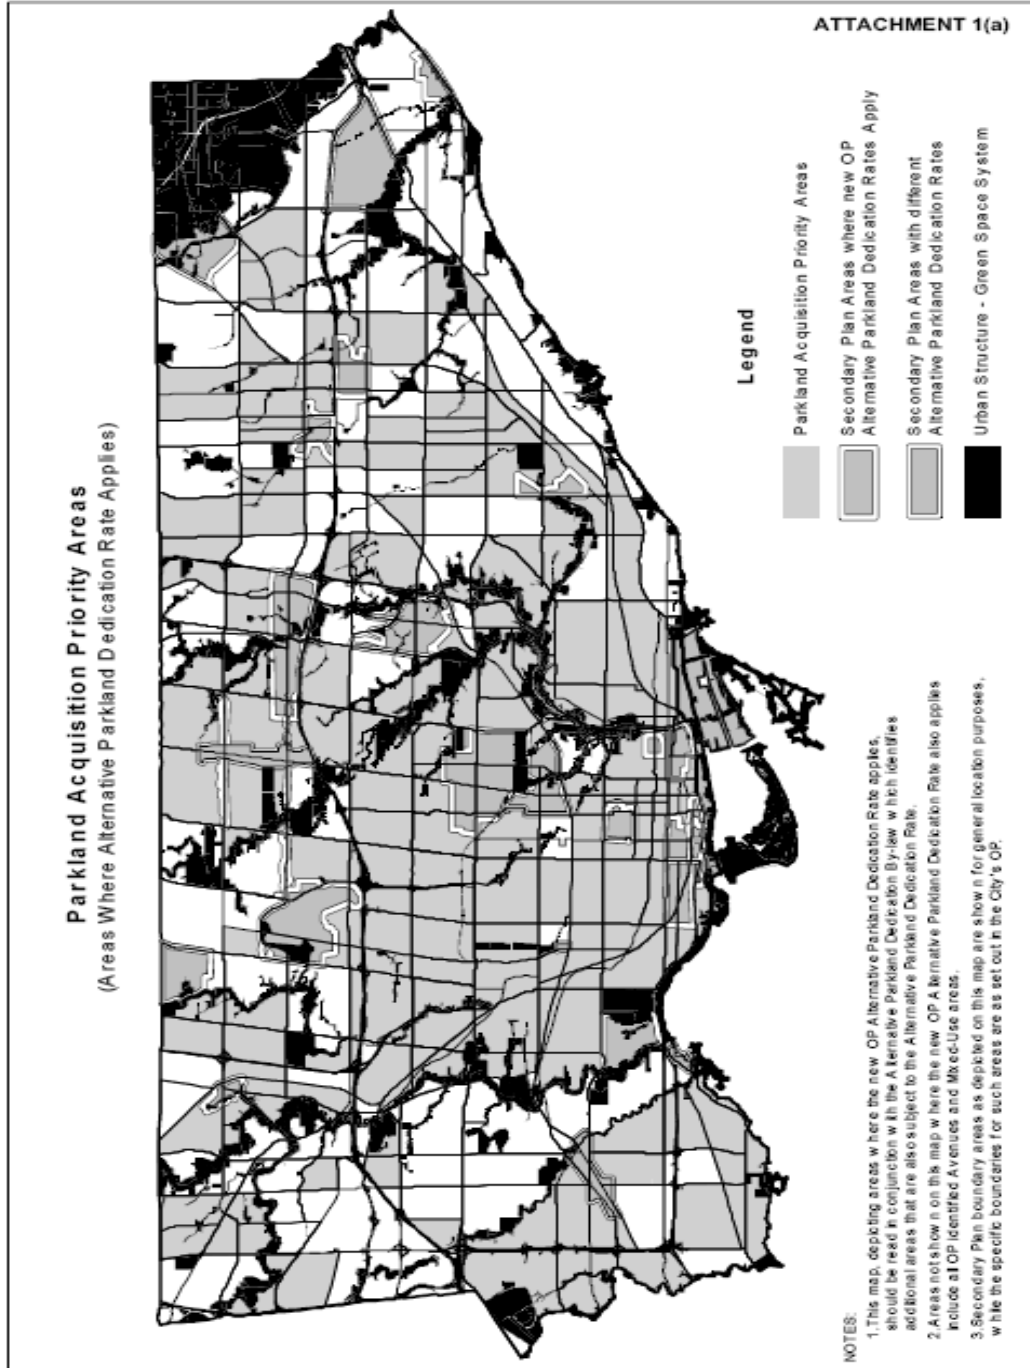 ATTACHMENT 1(a)
Parkland Acquisition Priority Areas
(Areas Where Alternative Parkland Dedication Rate Applies)
Legend
Parkland Acquisition Priority Areas
Secondary Plan Areas where new OP
Alternative Parkland Dedication Rates Apply
Secondary Plan Areas with different
Alternative Parkland Dedication Rates
Urban Structure - Green Space System
NOTES:
1.This map, depicting areas where the new OP Alternative Parkland Dedication Rate applies,
should be read in conjunction with the Alternative Parkland Dedication By-law which identifies
additional areas that are also subject to the Alternative Parkland Dedication Rate.
2.Areas not shown on this map where the new OP Alternative Parkland Dedication Rate also applies
include all OP identified Avenues and Mixed-Use areas.
3.Secondary Plan boundary areas as depicted on this map are shown for general location purposes,
while the specific boundaries for such areas are as set out in the City's OP.